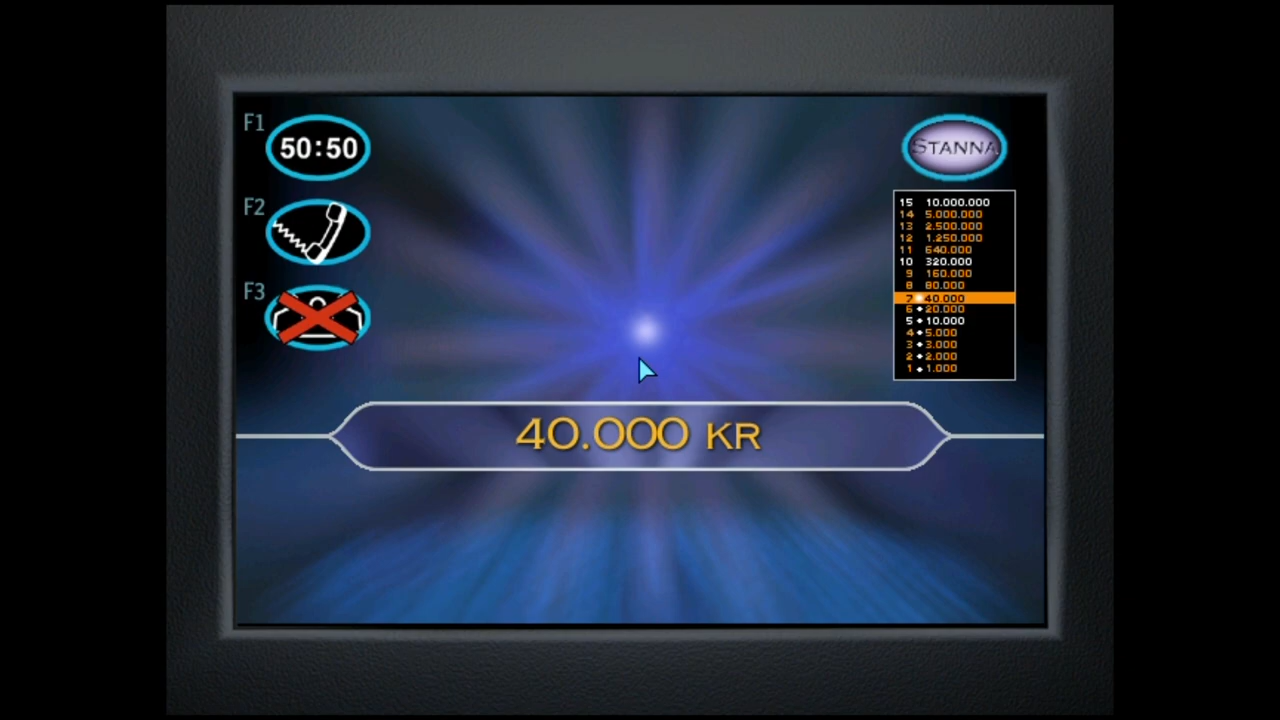 F1
50:50
F2
F3
STANNA
15 10.000.000
14 5.000.000
13 2.500.000
12 1.250.000
11 640.000
10 320.000
9 160.000
8 80.000
7 40.000
6 ♦ 20.000
5 ♦ 10.000
4 ♦ 5.000
3 ♦ 3.000
2 ♦ 2.000
1 ♦ 1.000
40.000 KR